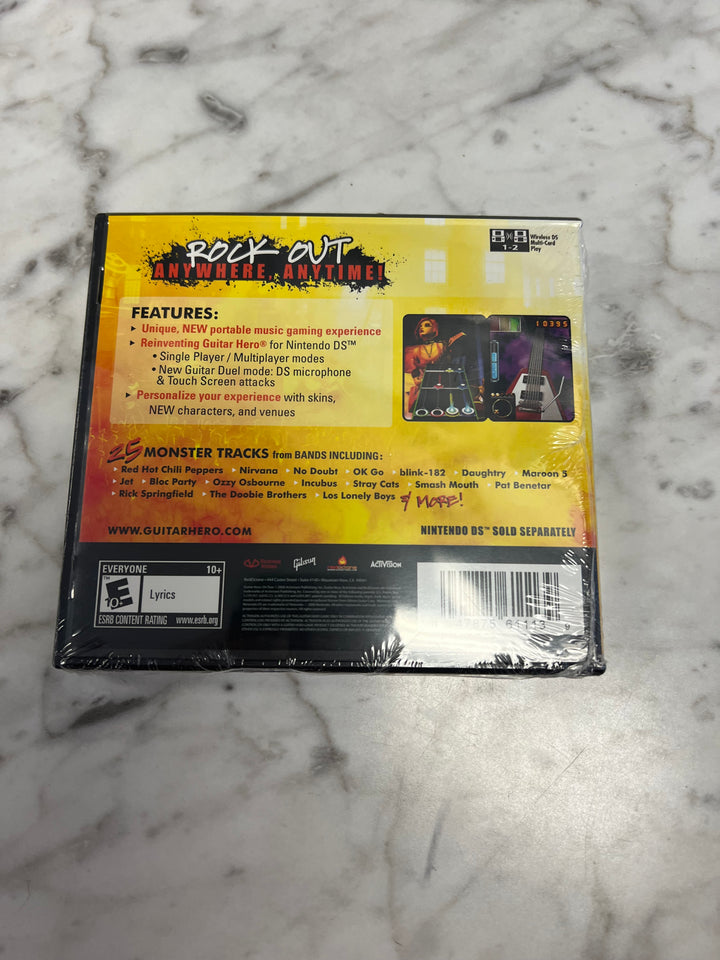 ROCK OUT
ANYWHERE, ANYTIME!
Wireless DS
Multi-Card
Play
1-2
10395
FEATURES:
▸ Unique, NEW portable music gaming experience
▸ Reinventing Guitar Hero® for Nintendo DS™
• Single Player / Multiplayer modes
• New Guitar Duel mode: DS microphone
& Touch Screen attacks
▸ Personalize your experience with skins,
NEW characters, and venues
25 MONSTER TRACKS from BANDS INCLUDING:
▸ Red Hot Chili Peppers ▸ Nirvana ▸ No Doubt ▸ OK Go ▸ blink-182 ▸ Daughtry ▸ Maroon 5
▸ Jet ▸ Bloc Party ▸ Ozzy Osbourne ▸ Incubus ▸ Stray Cats ▸ Smash Mouth ▸ Pat Benetar
▸ Rick Springfield ▸ The Doobie Brothers ▸ Los Lonely Boys & MORE!
WWW.GUITARHERO.COM NINTENDO DS™ SOLD SEPARATELY
EVERYONE 10+
E
10+
Lyrics
ESRB CONTENT RATING www.esrb.org
Gibson
ACTIVISION